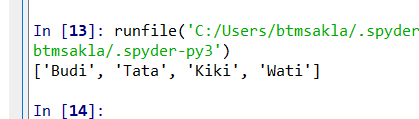 In [13]: runfile('C:/Users/btmsakla/.spyder
btmsakla/.spyder-py3')
['Budi', 'Tata', 'Kiki', 'Wati']
In [14]: